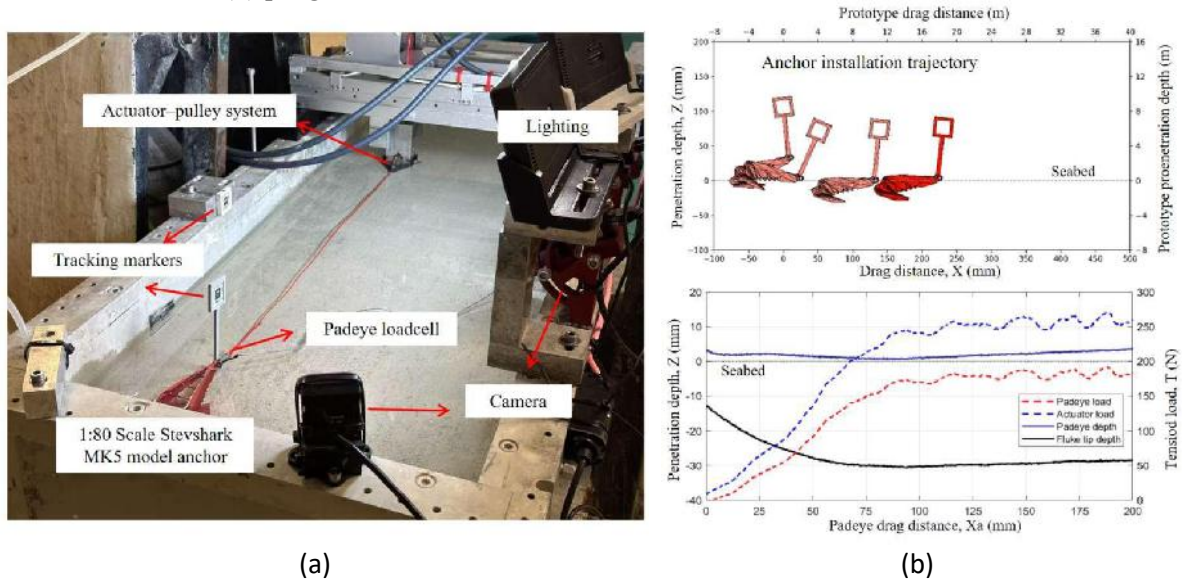 Actuator–pulley system
Lighting
Tracking markers
Padeye loadcell
Camera
1:80 Scale Stevshark
MK5 model anchor
(a)
Prototype drag distance (m)
−8 −4 0 4 8 12 16 20 24 28 32 36 40
Anchor installation trajectory
Penetration depth, Z (mm)
200
150
100
50
0
−50
−100
Seabed
Prototype proenetration depth (m)
16
12
8
4
0
−4
−8
−100 −50 0 50 100 150 200 250 300 350 400 450 500
Drag distance, X (mm)
Penetration depth, Z (mm)
20
10
0
-10
-20
-30
-40
Seabed
Padeye load
Actuator load
Padeye depth
Fluke tip depth
Tensiod load, T (N)
300
250
200
150
100
50
0
0 25 50 75 100 125 150 175 200
Padeye drag distance, Xa (mm)
(b)